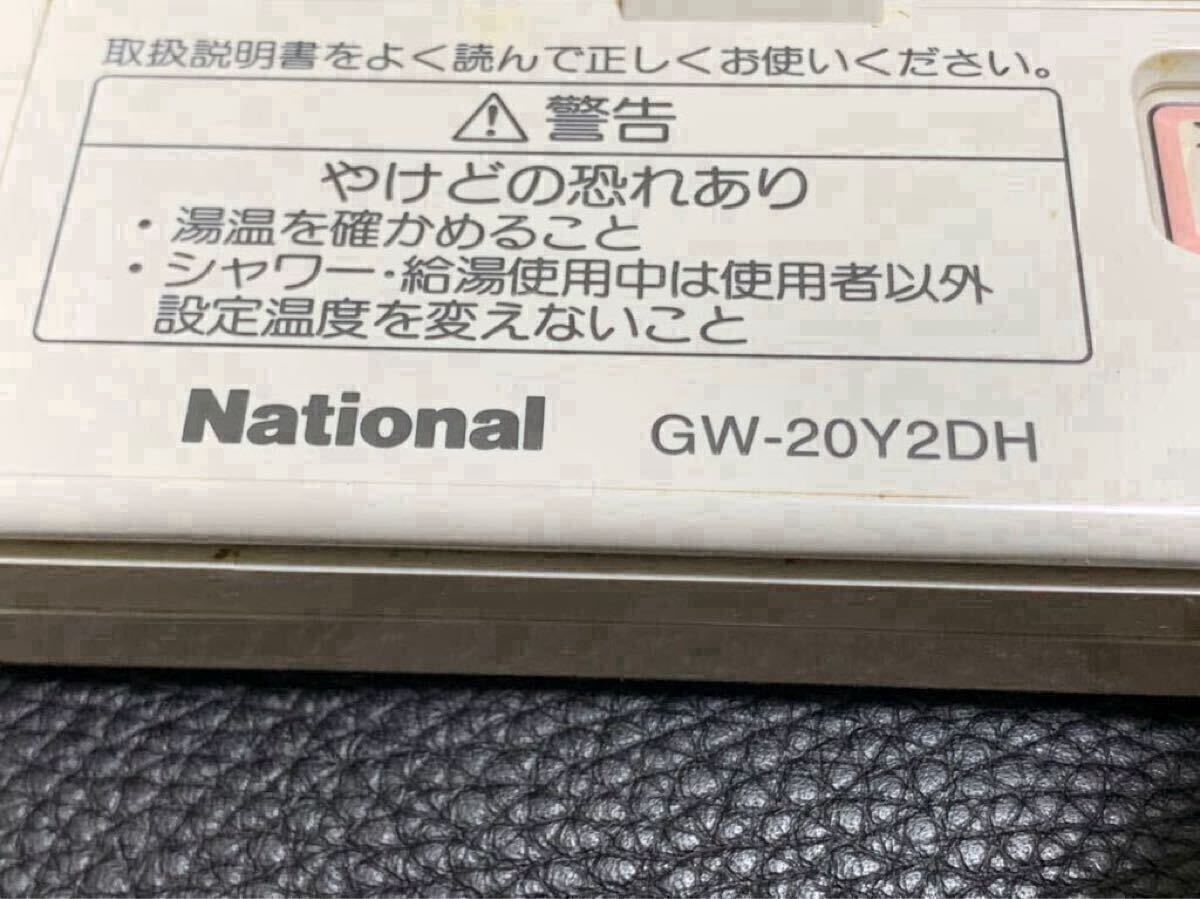 取扱説明書をよく読んで正しくお使いください。
警告
やけどの恐れあり
・湯温を確かめること
・シャワー・給湯使用中は使用者以外
設定温度を変えないこと
National GW-20Y2DH